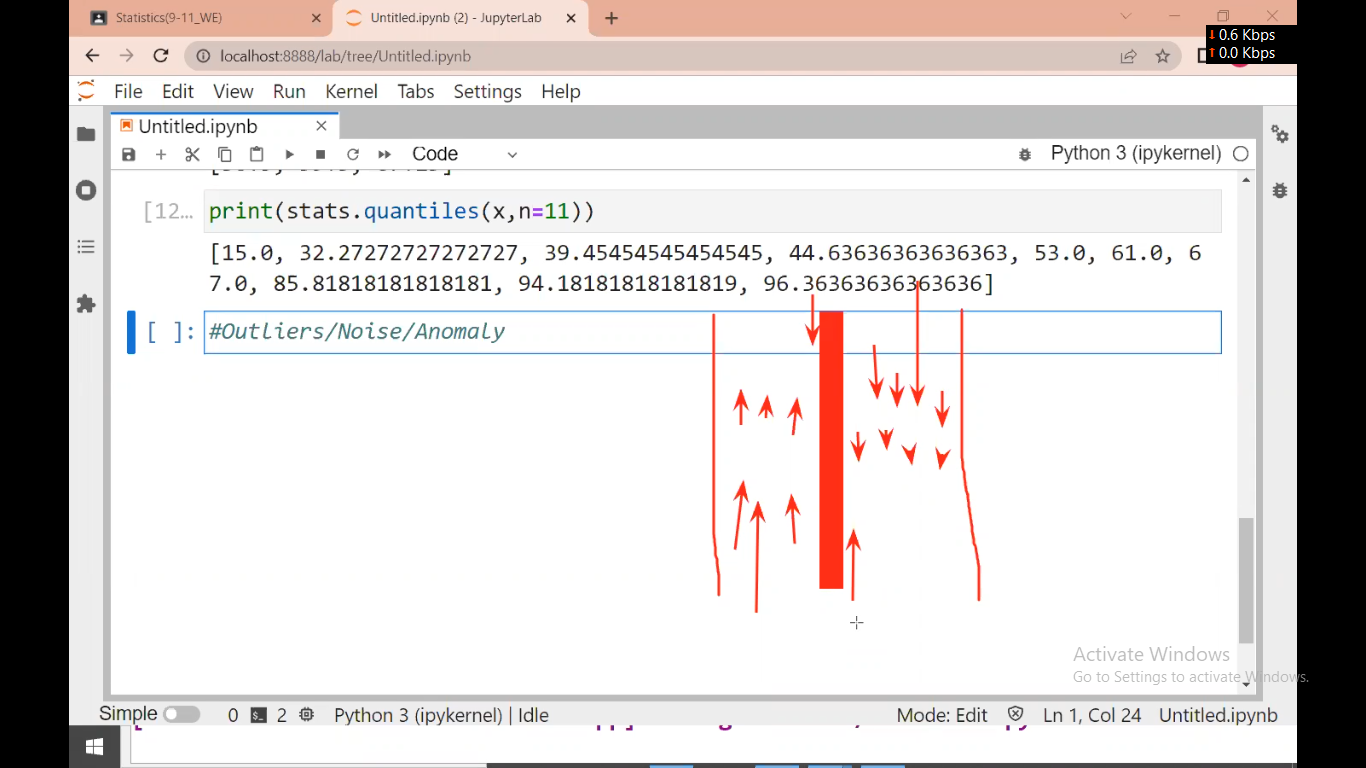 Statistics(9-11_WE)
Untitled.ipynb (2) - JupyterLab
0.6 Kbps
0.0 Kbps
localhost:8888/lab/tree/Untitled.ipynb
File Edit View Run Kernel Tabs Settings Help
Untitled.ipynb
Code
Python 3 (ipykernel)
[12... print(stats.quantiles(x,n=11))
[15.0, 32.27272727272727, 39.45454545454545, 44.63636363636363, 53.0, 61.0, 6
7.0, 85.81818181818181, 94.18181818181819, 96.36363636363636]
[ ]: #Outliers/Noise/Anomaly
Activate Windows
Go to Settings to activate Windows.
Simple 0 2 Python 3 (ipykernel) | Idle Mode: Edit Ln 1, Col 24 Untitled.ipynb